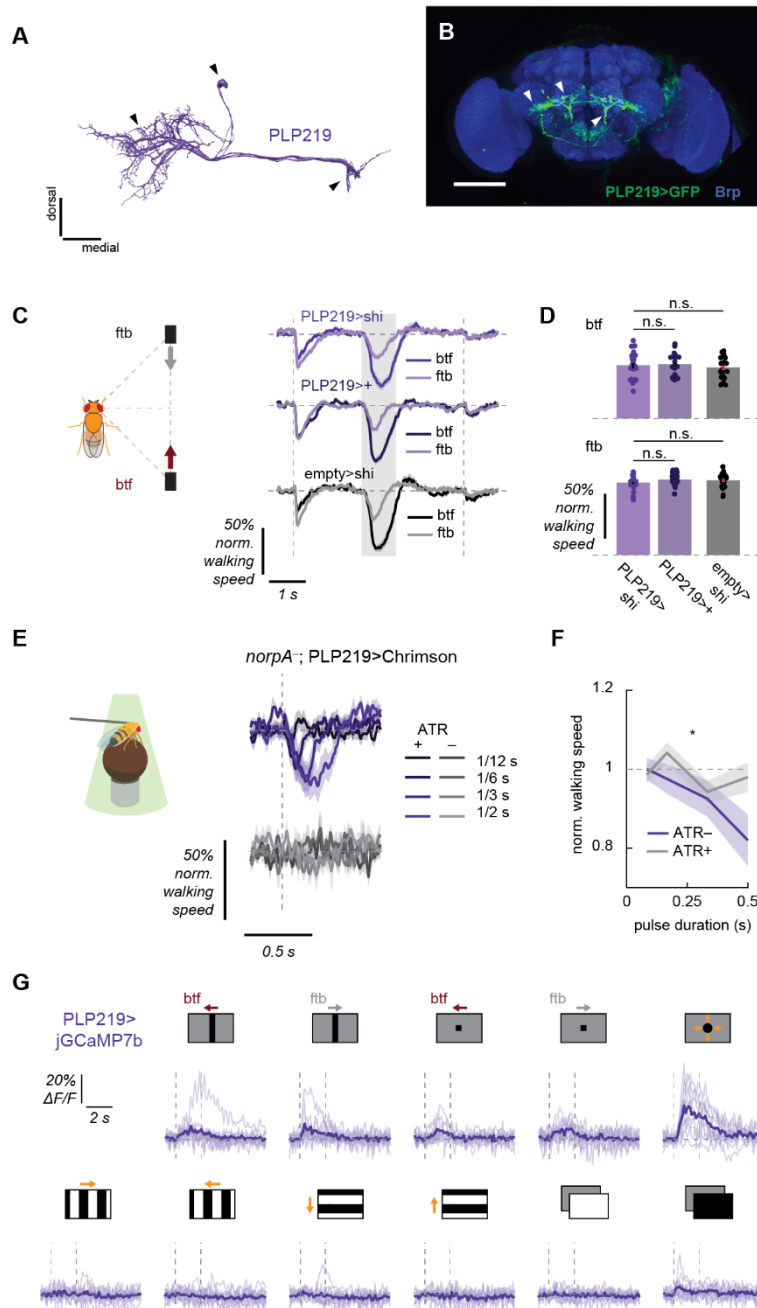 A
PLP219
dorsal
medial
B
PLP219>GFP Brp
C
ftb
btf
PLP219>shi
btf
ftb
PLP219>+
btf
ftb
empty>shi
btf
ftb
50%
norm.
walking
speed
1 s
D
btf
n.s.
n.s.
ftb
n.s.
n.s.
50%
norm.
walking
speed
PLP219>
shi
PLP219>+
empty>
shi
E
norpA–; PLP219>Chrimson
ATR
+ –
1/12 s
1/6 s
1/3 s
1/2 s
50%
norm.
walking
speed
0.5 s
F
norm. walking speed
1.2
1
0.8
*
ATR–
ATR+
0 0.25 0.5
pulse duration (s)
G
PLP219>
jGCaMP7b
btf
ftb
btf
ftb
20%
ΔF/F
2 s